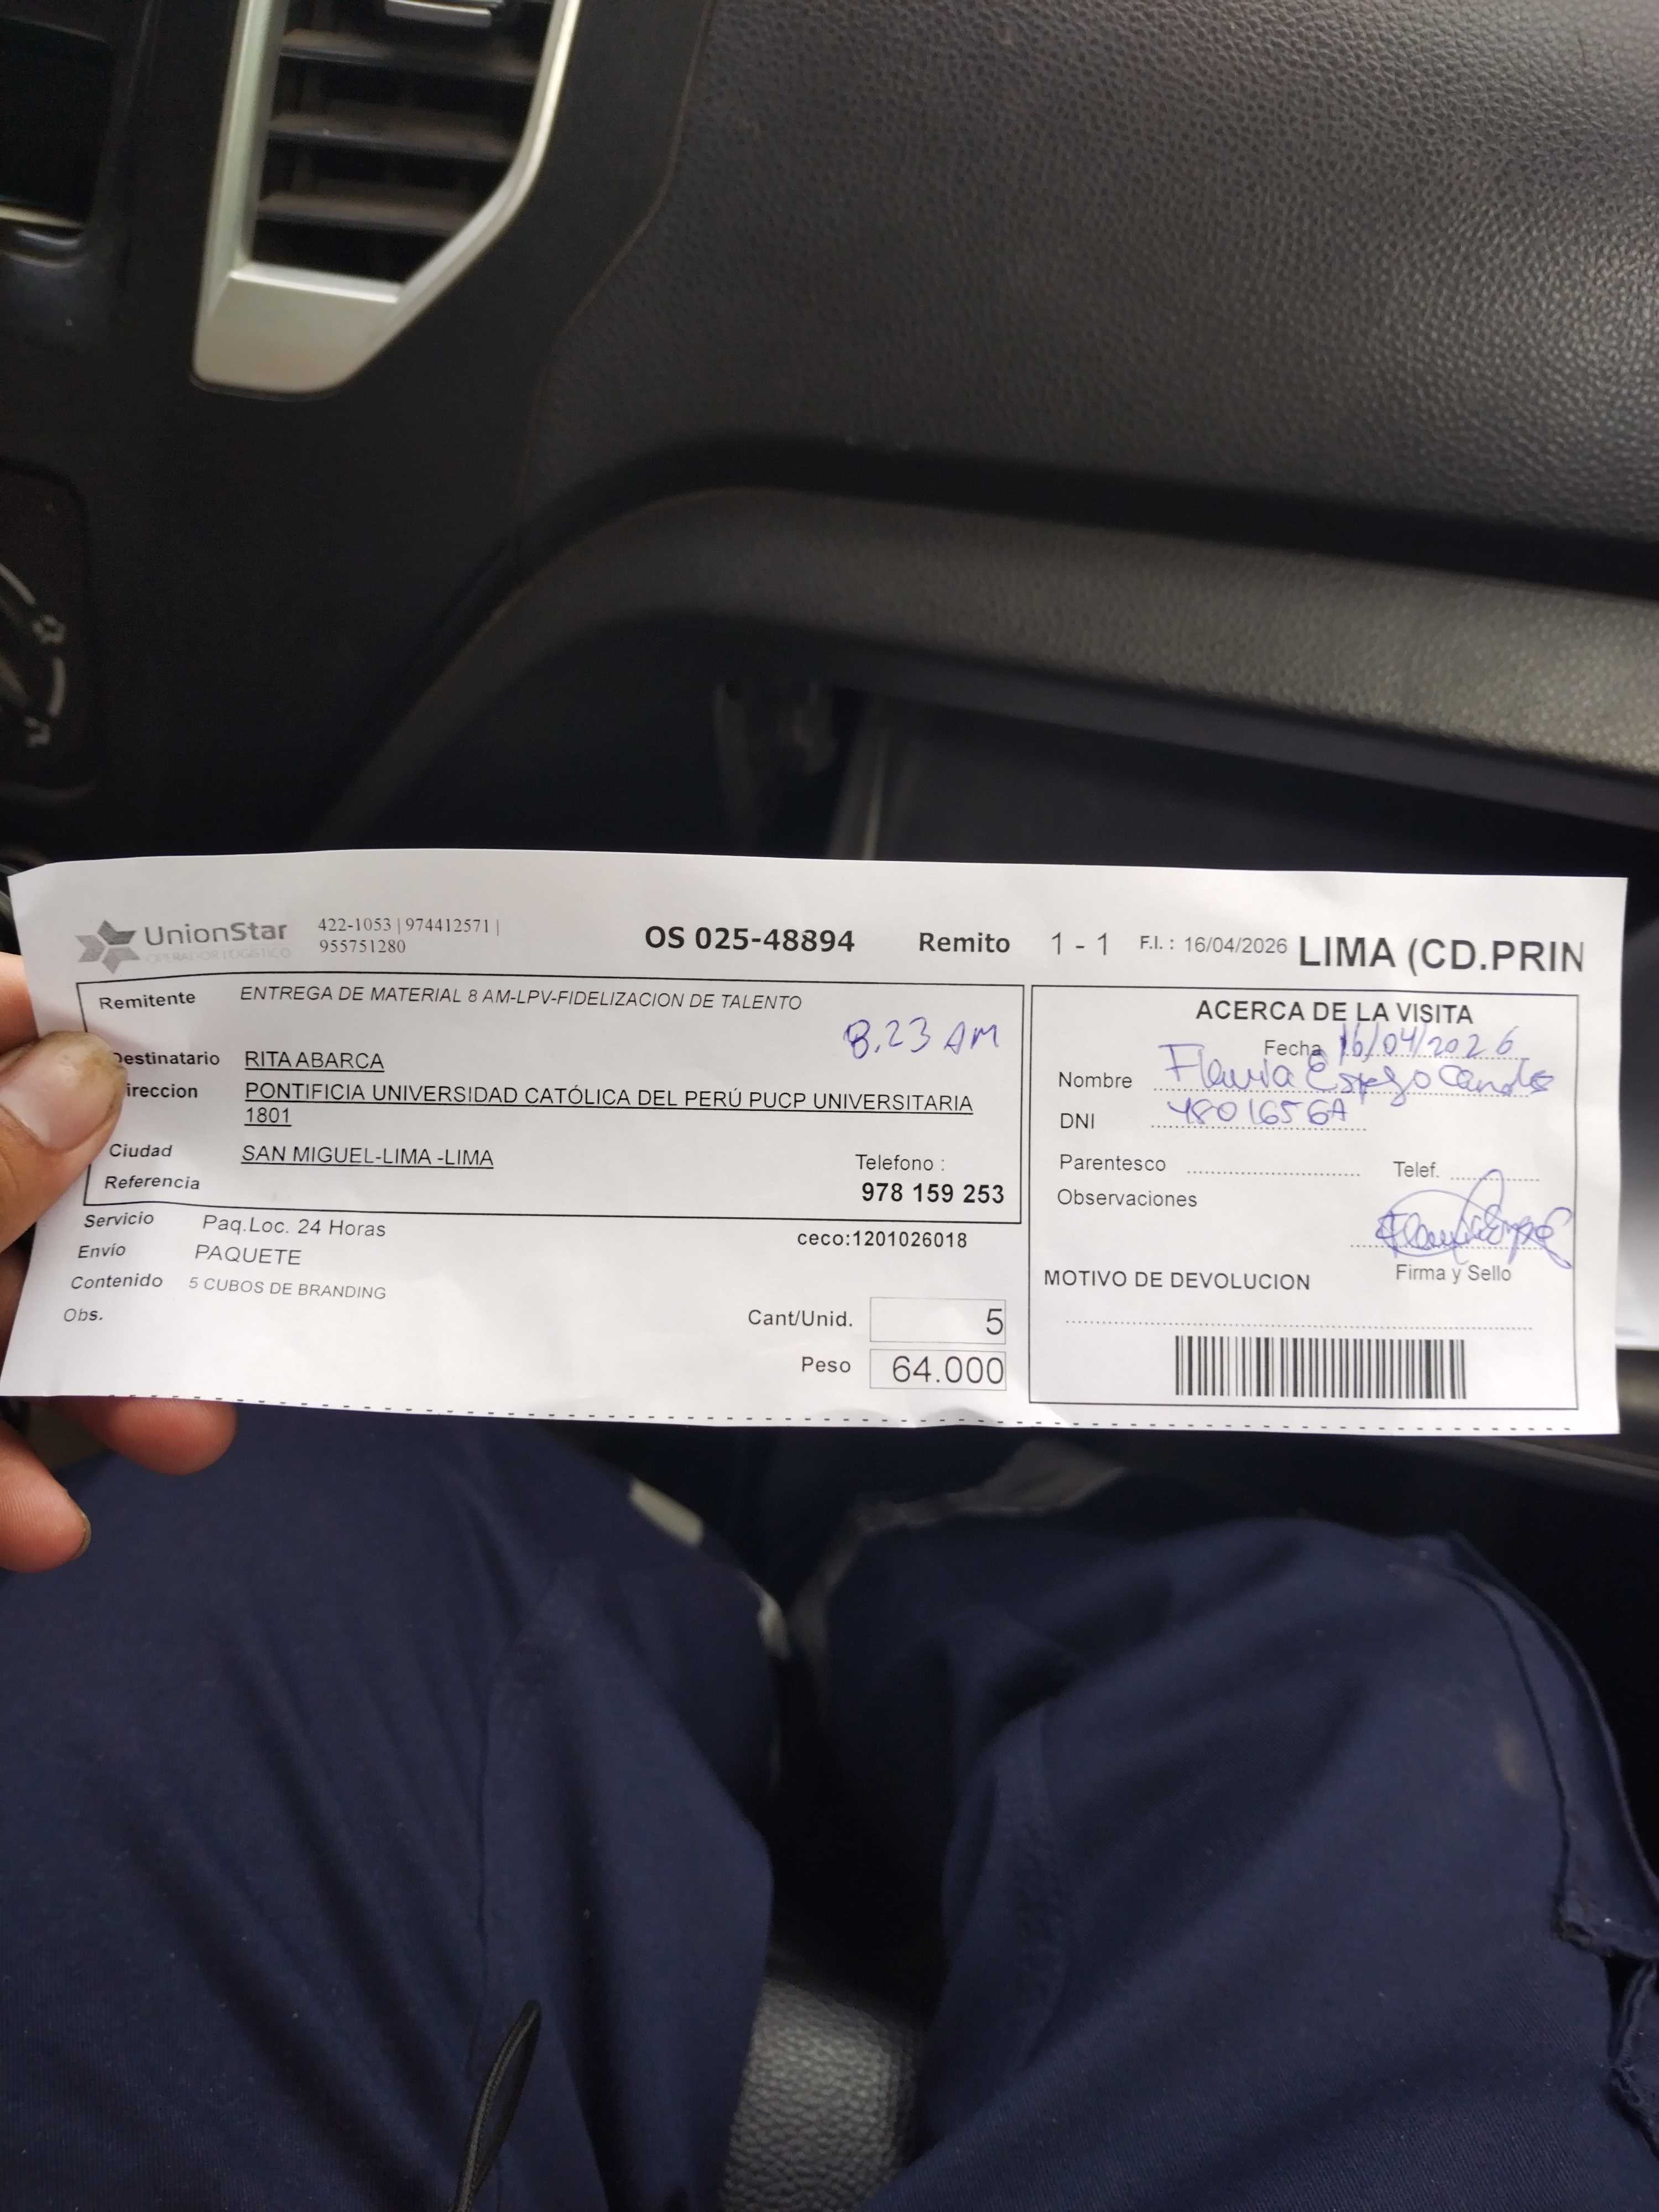 UnionStar
OPERADOR LOGÍSTICO
422-1053 | 974412571 |
955751280
OS 025-48894
Remito 1 - 1
F.I. : 16/04/2026
LIMA (CD.PRIN
Remitente ENTREGA DE MATERIAL 8 AM-LPV-FIDELIZACION DE TALENTO
8.23 AM
Destinatario RITA ABARCA
ireccion PONTIFICIA UNIVERSIDAD CATÓLICA DEL PERÚ PUCP UNIVERSITARIA
1801
Ciudad SAN MIGUEL-LIMA -LIMA
Telefono :
Referencia
978 159 253
Servicio Paq.Loc. 24 Horas
ceco:1201026018
Envío PAQUETE
Contenido 5 CUBOS DE BRANDING
Obs.
Cant/Unid. 5
Peso 64.000
ACERCA DE LA VISITA
Fecha 16/04/2026
Nombre Flavia
DNI
Parentesco Telef.
Observaciones
Firma y Sello
MOTIVO DE DEVOLUCION